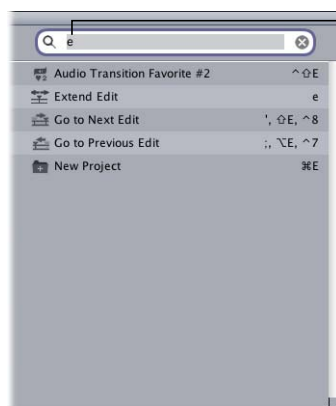 e
Audio Transition Favorite #2 ^⇧E
Extend Edit e
Go to Next Edit ', ⇧E, ^8
Go to Previous Edit ;, ⌥E, ^7
New Project ⌘E